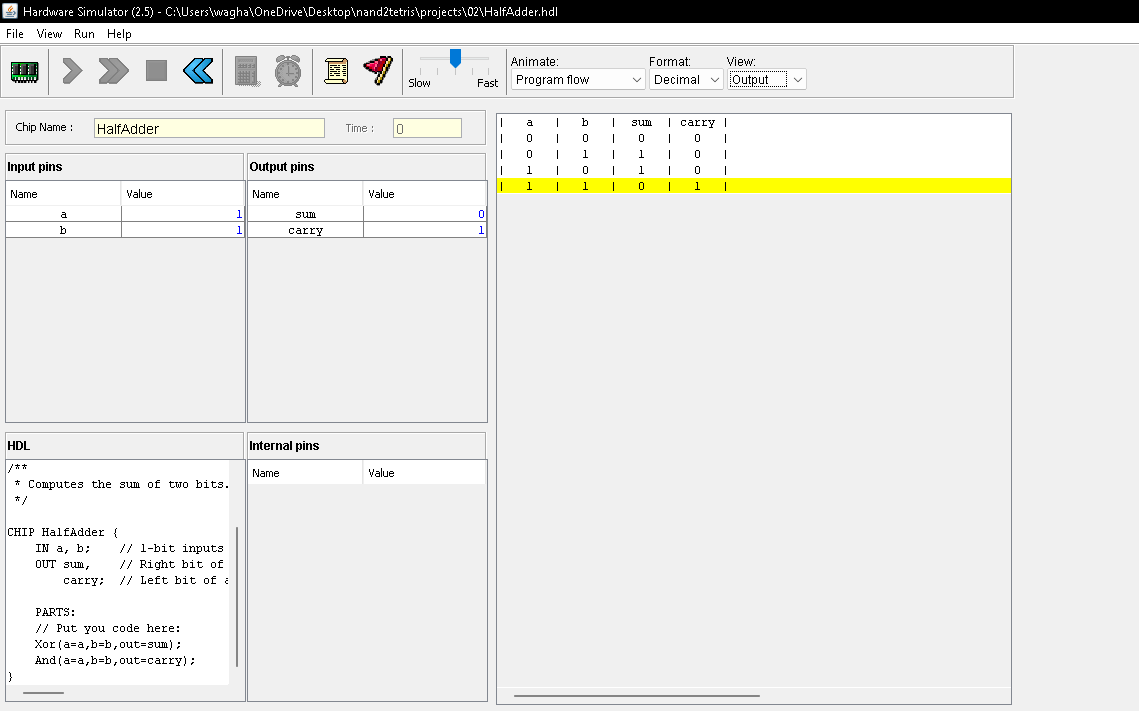 Hardware Simulator (2.5) - C:\Users\wagha\OneDrive\Desktop\nand2tetris\projects\02\HalfAdder.hdl
File View Run Help
Slow Fast
Animate: Format: View:
Program flow Decimal Output
Chip Name : HalfAdder Time : 0
Input pins
Name Value
a 1
b 1
Output pins
Name Value
sum 0
carry 1
HDL
/**
 * Computes the sum of two bits.
 */
CHIP HalfAdder {
    IN a, b;    // 1-bit inputs
    OUT sum,    // Right bit of
        carry;  // Left bit of a
    PARTS:
    // Put you code here:
    Xor(a=a,b=b,out=sum);
    And(a=a,b=b,out=carry);
}
Internal pins
Name Value
|   a   |   b   |  sum  | carry |
|   0   |   0   |   0   |   0   |
|   0   |   1   |   1   |   0   |
|   1   |   0   |   1   |   0   |
|   1   |   1   |   0   |   1   |